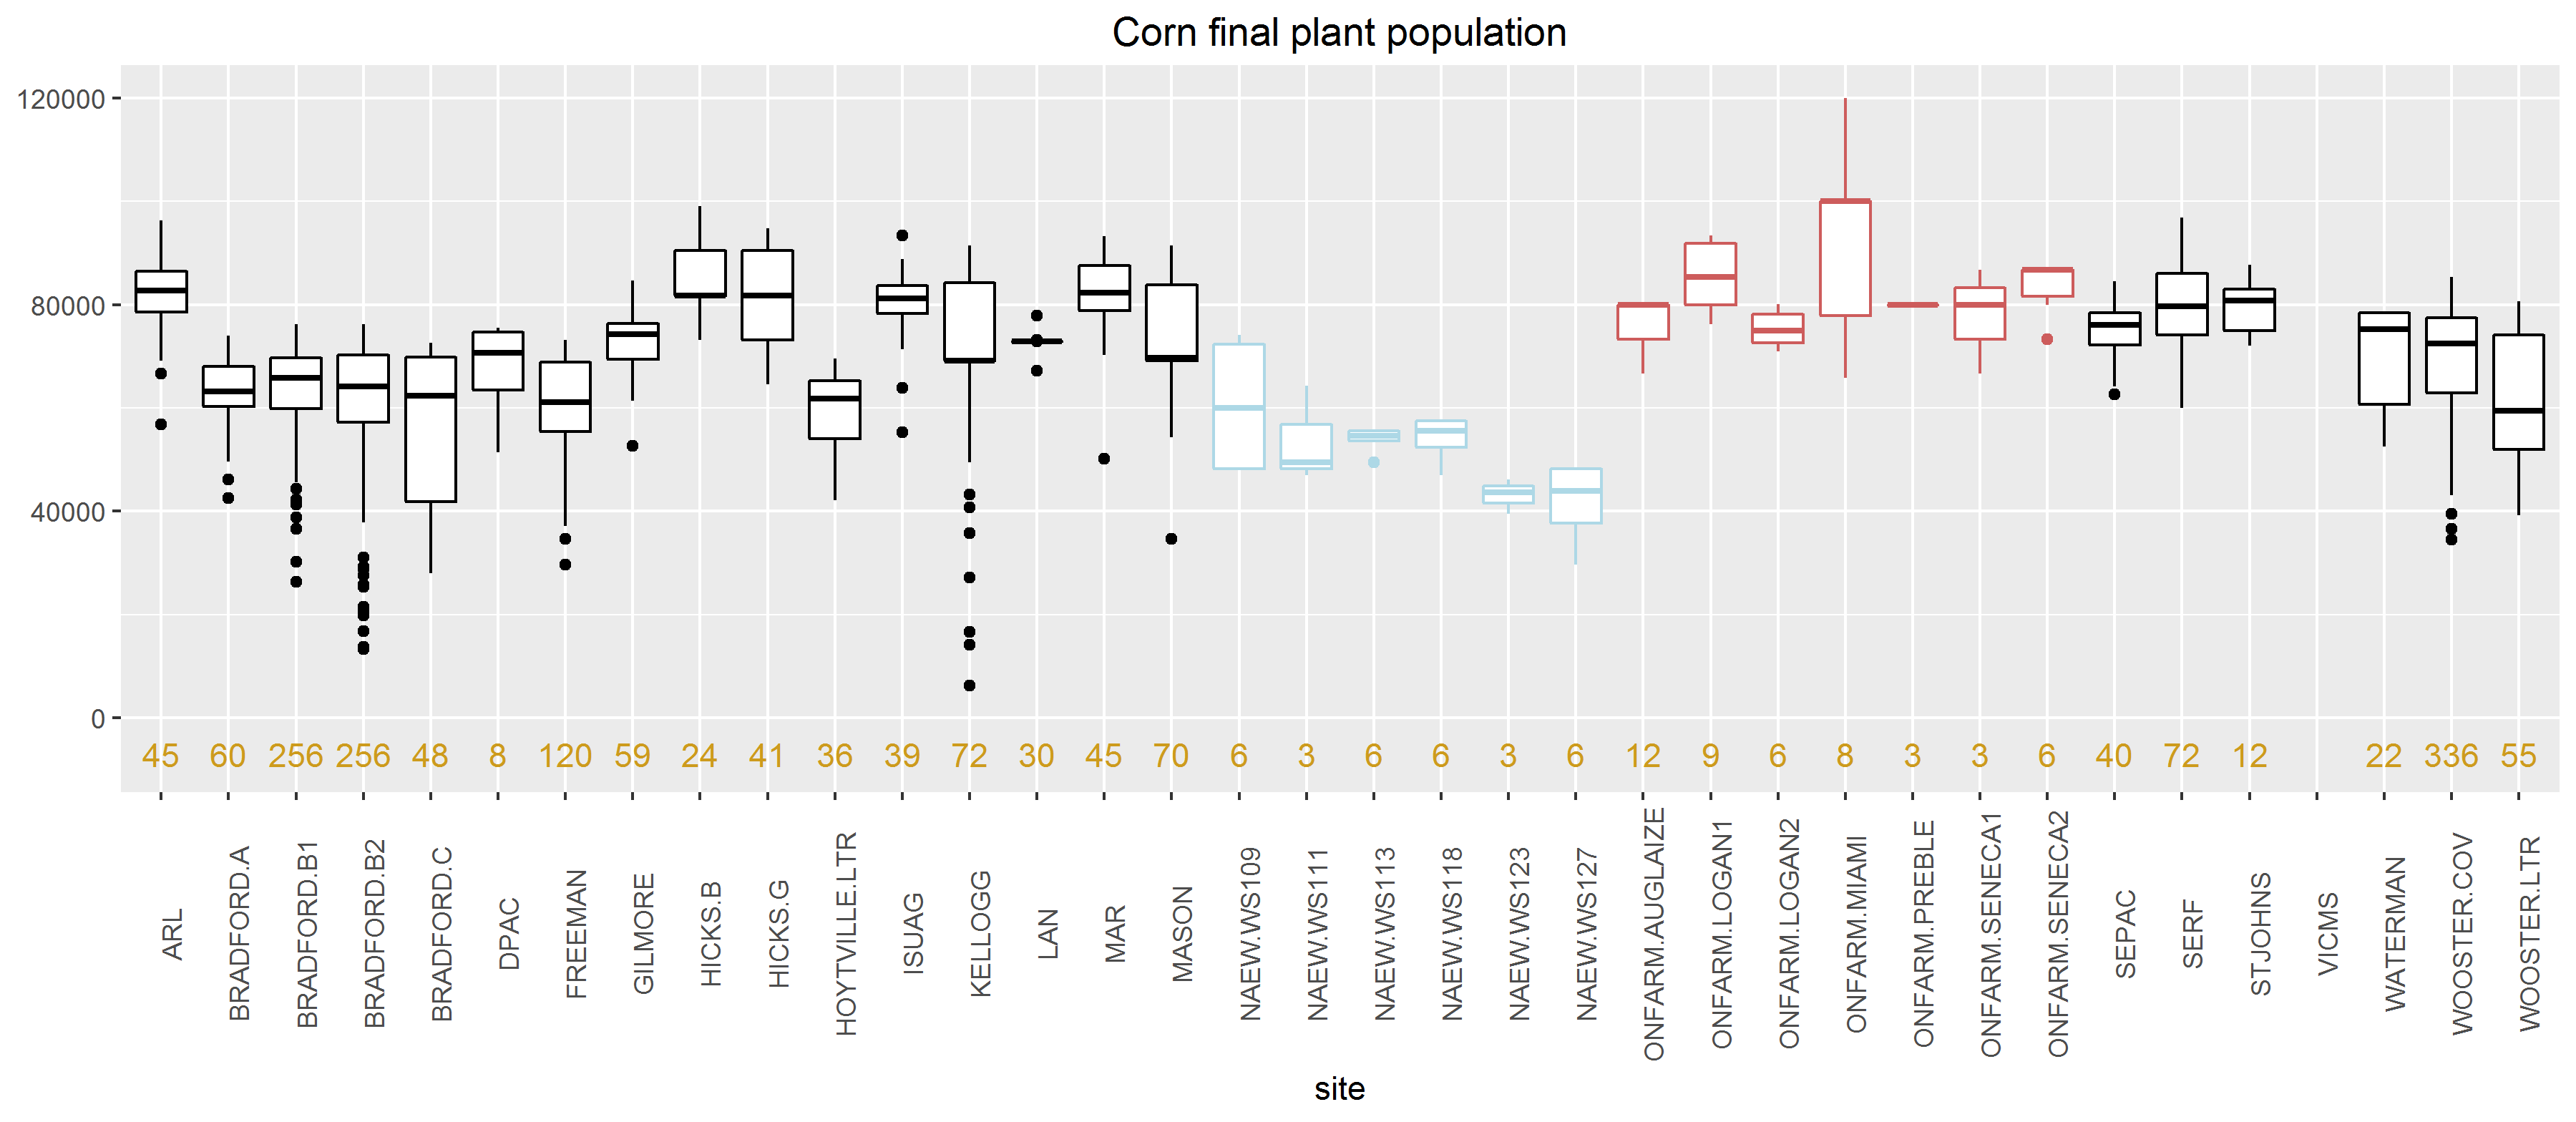 Corn final plant population
120000
80000
40000
0
45 60 256 256 48 8 120 59 24 41 36 39 72 30 45 70 6 3 6 6 3 6 12 9 6 8 3 3 6 40 72 12 22 336 55
ARL
BRADFORD.A
BRADFORD.B1
BRADFORD.B2
BRADFORD.C
DPAC
FREEMAN
GILMORE
HICKS.B
HICKS.G
HOYTVILLE.LTR
ISUAG
KELLOGG
LAN
MAR
MASON
NAEW.WS109
NAEW.WS111
NAEW.WS113
NAEW.WS118
NAEW.WS123
NAEW.WS127
ONFARM.AUGLAIZE
ONFARM.LOGAN1
ONFARM.LOGAN2
ONFARM.MIAMI
ONFARM.PREBLE
ONFARM.SENECA1
ONFARM.SENECA2
SEPAC
SERF
STJOHNS
VICMS
WATERMAN
WOOSTER.COV
WOOSTER.LTR
site